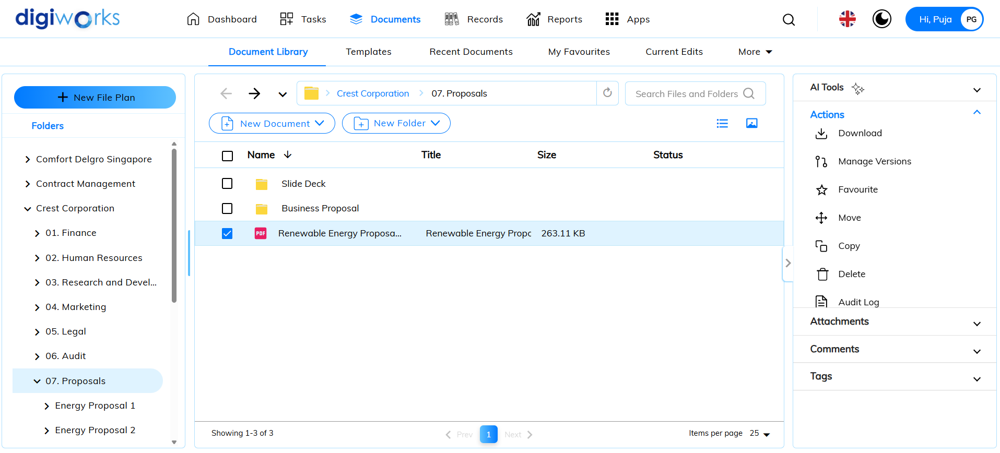 digiworks
Dashboard
Tasks
Documents
Records
Reports
Apps
Hi, Puja
PG
Document Library
Templates
Recent Documents
My Favourites
Current Edits
More
New File Plan
Folders
Comfort Delgro Singapore
Contract Management
Crest Corporation
01. Finance
02. Human Resources
03. Research and Devel...
04. Marketing
05. Legal
06. Audit
07. Proposals
Energy Proposal 1
Energy Proposal 2
Crest Corporation
07. Proposals
Search Files and Folders
New Document
New Folder
Name
Title
Size
Status
Slide Deck
Business Proposal
PDF
Renewable Energy Proposa...
Renewable Energy Propo
263.11 KB
Showing 1-3 of 3
Prev
1
Next
Items per page
25
AI Tools
Actions
Download
Manage Versions
Favourite
Move
Copy
Delete
Audit Log
Attachments
Comments
Tags